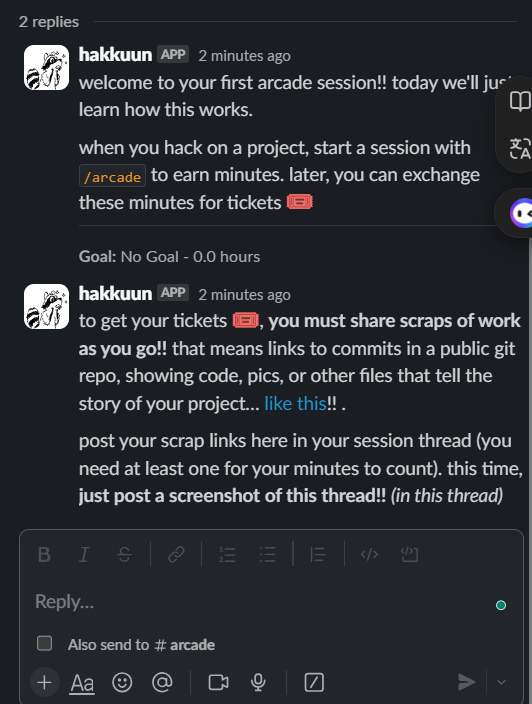 2 replies
hakkuun APP 2 minutes ago
welcome to your first arcade session!! today we'll just
learn how this works.
when you hack on a project, start a session with
/arcade to earn minutes. later, you can exchange
these minutes for tickets
Goal: No Goal - 0.0 hours
hakkuun APP 2 minutes ago
to get your tickets , you must share scraps of work
as you go!! that means links to commits in a public git
repo, showing code, pics, or other files that tell the
story of your project... like this!! .
post your scrap links here in your session thread (you
need at least one for your minutes to count). this time,
just post a screenshot of this thread!! (in this thread)
B I S
Reply...
Also send to # arcade
+ Aa @